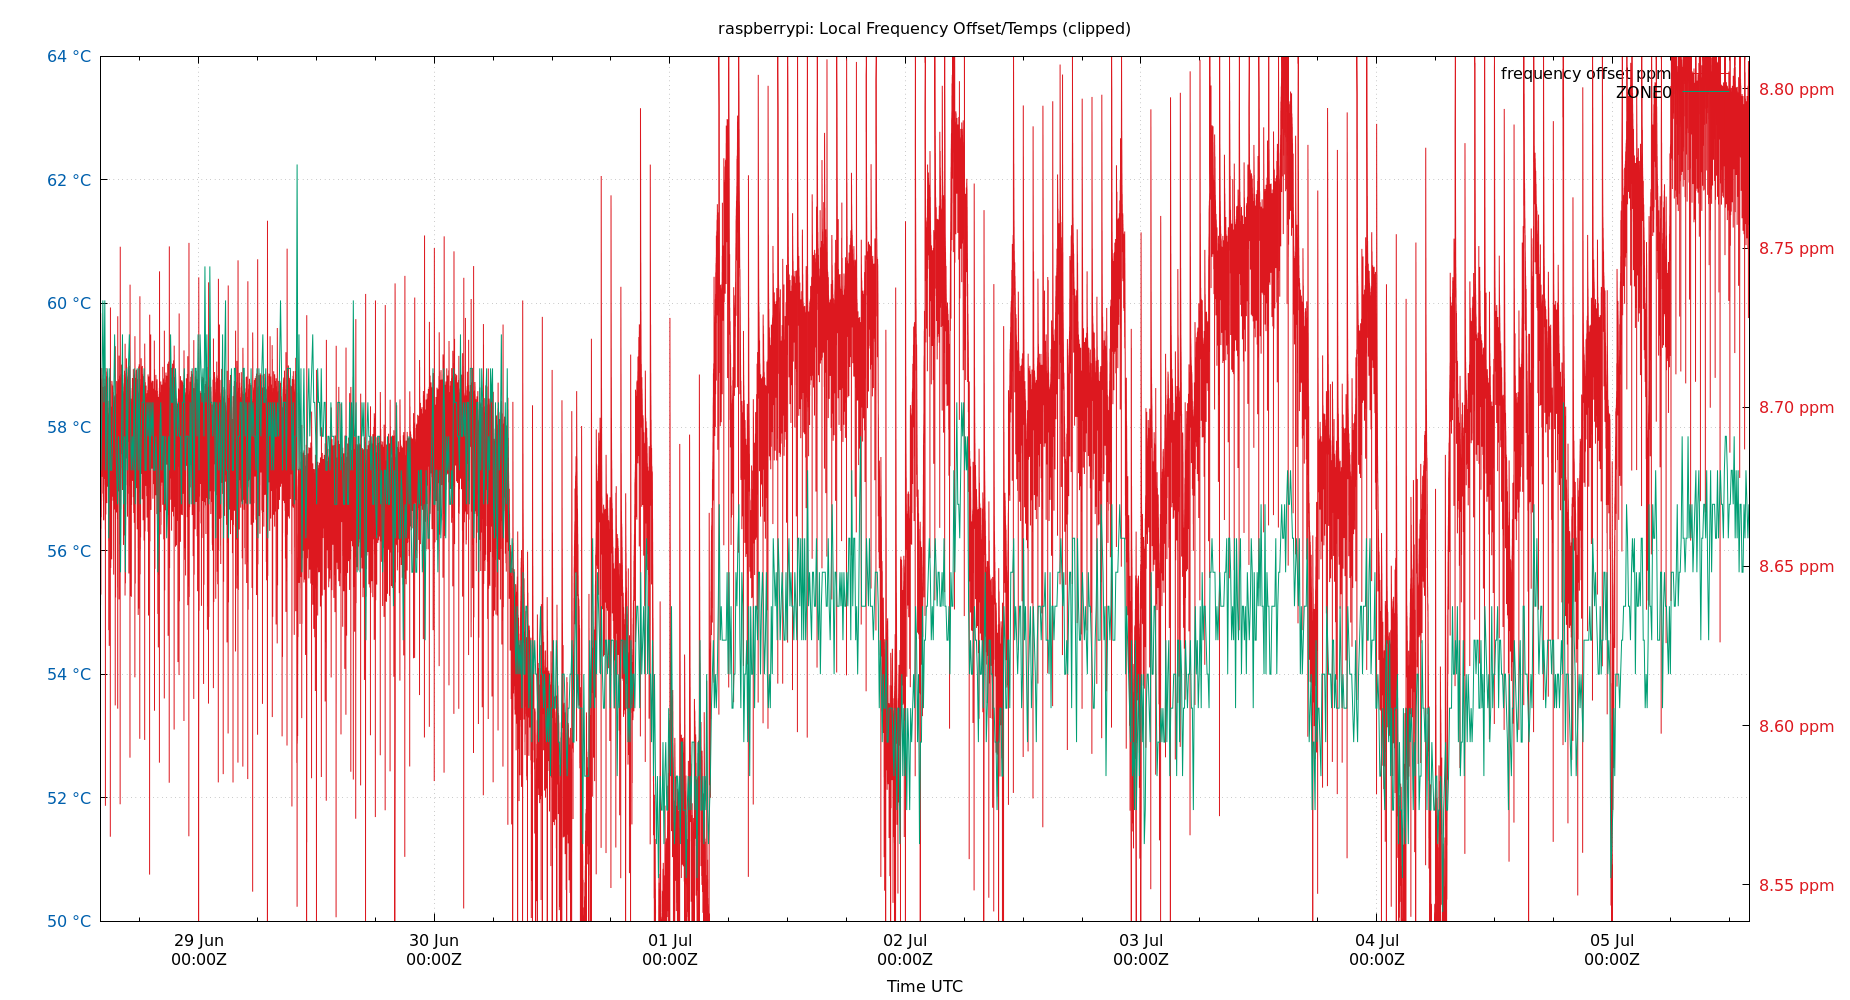 raspberrypi: Local Frequency Offset/Temps (clipped)
64 °C
62 °C
60 °C
58 °C
56 °C
54 °C
52 °C
50 °C
frequency offset ppm
ZONE0
8.80 ppm
8.75 ppm
8.70 ppm
8.65 ppm
8.60 ppm
8.55 ppm
29 Jun
00:00Z
30 Jun
00:00Z
01 Jul
00:00Z
02 Jul
00:00Z
03 Jul
00:00Z
04 Jul
00:00Z
05 Jul
00:00Z
Time UTC